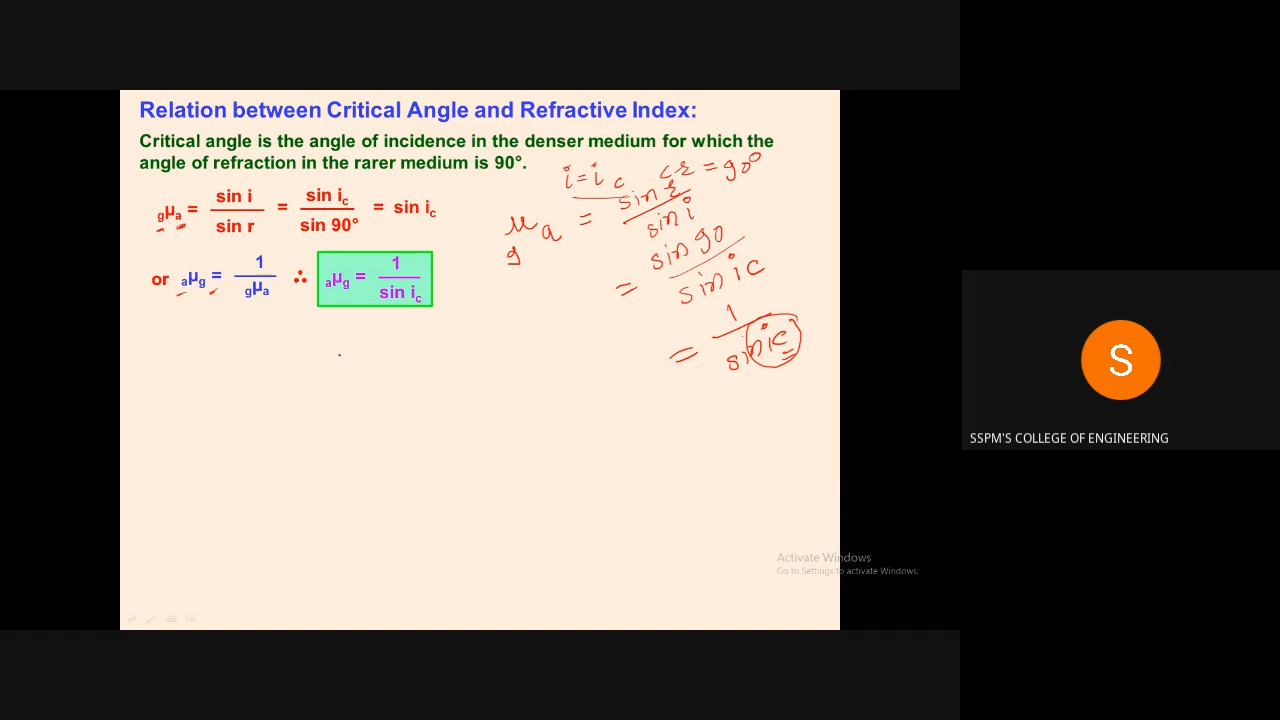 Relation between Critical Angle and Refractive Index:
Critical angle is the angle of incidence in the denser medium for which the
angle of refraction in the rarer medium is 90°.
gμa = sin i / sin r = sin ic / sin 90° = sin ic
or aμg = 1 / gμa ∴ aμg = 1 / sin ic
i = ic
r = 90°
gμa = sin r / sin i
= sin 90 / sin ic
= 1 / sin ic
S
SSPM'S COLLEGE OF ENGINEERING
Activate Windows
Go to Settings to activate Windows.